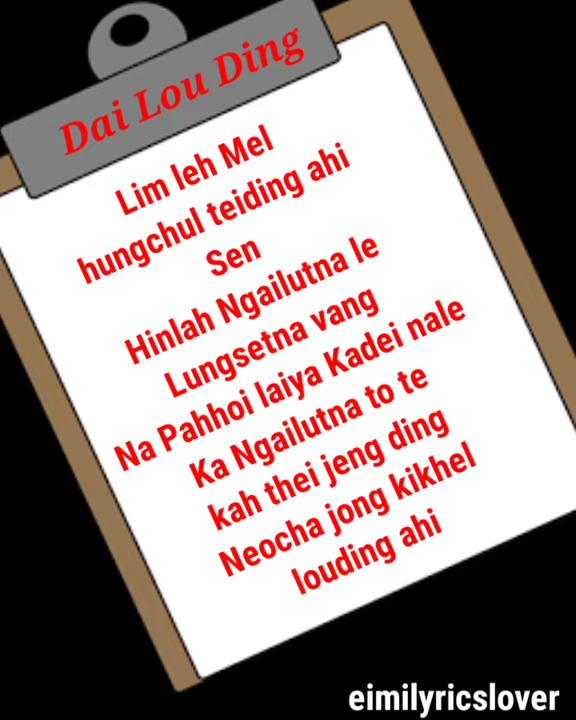 Dai Lou Ding
Lim leh Mel
hungchul teiding ahi
Sen
Hinlah Ngailutna le
Lungsetna vang
Na Pahhoi laiya Kadei nale
Ka Ngailutna to te
kah thei jeng ding
Neocha jong kikhel
louding ahi
eimilyricslover